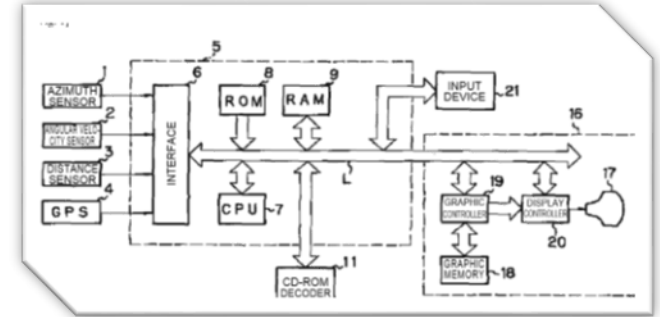 5
1
AZIMUTH
SENSOR
2
ANGULAR VELO-
CITY SENSOR
3
DISTANCE
SENSOR
4
GPS
6
INTERFACE
8
ROM
9
RAM
CPU
7
L
11
CD-ROM
DECODER
INPUT
DEVICE
21
16
19
GRAPHIC
CONTROLLER
DISPLAY
CONTROLLER
20
17
GRAPHIC
MEMORY
18